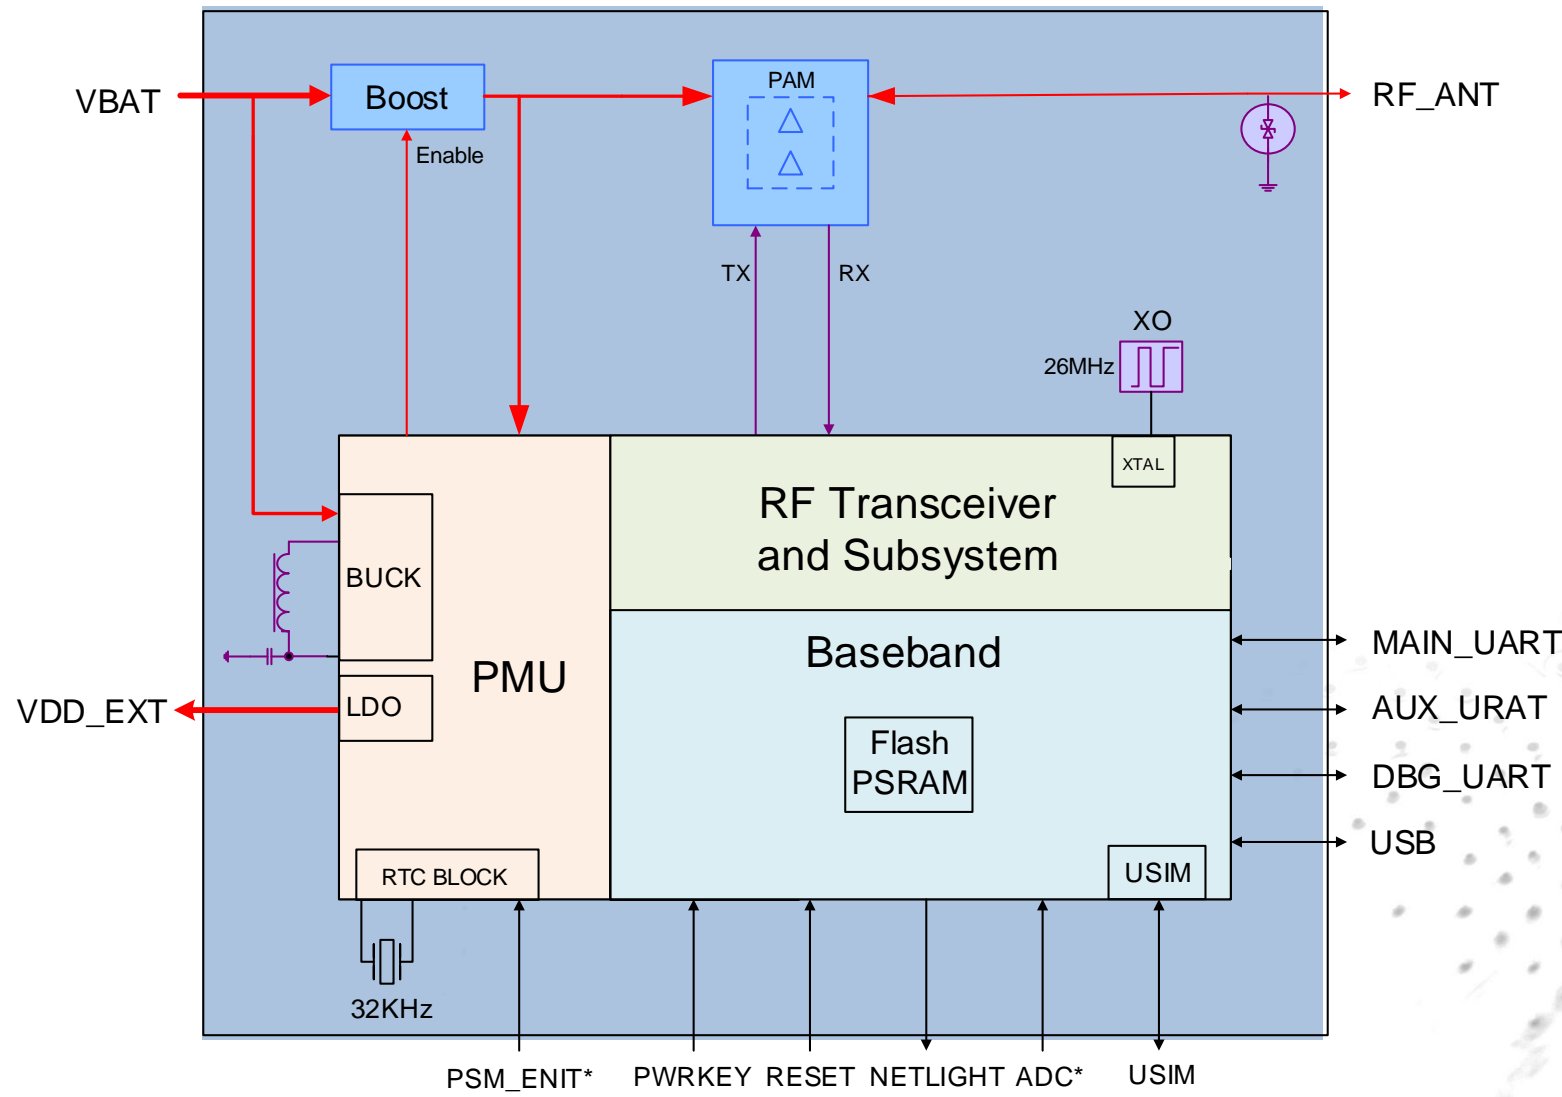 PAM
VBAT
Boost
RF_ANT
Enable
TX
RX
XO
26MHz
XTAL
RF Transceiver
and Subsystem
BUCK
Baseband
MAIN_UART
PMU
LDO
VDD_EXT
AUX_URAT
Flash
PSRAM
DBG_UART
USB
RTC BLOCK
USIM
32KHz
PSM_ENIT*
PWRKEY
RESET
NETLIGHT
ADC*
USIM